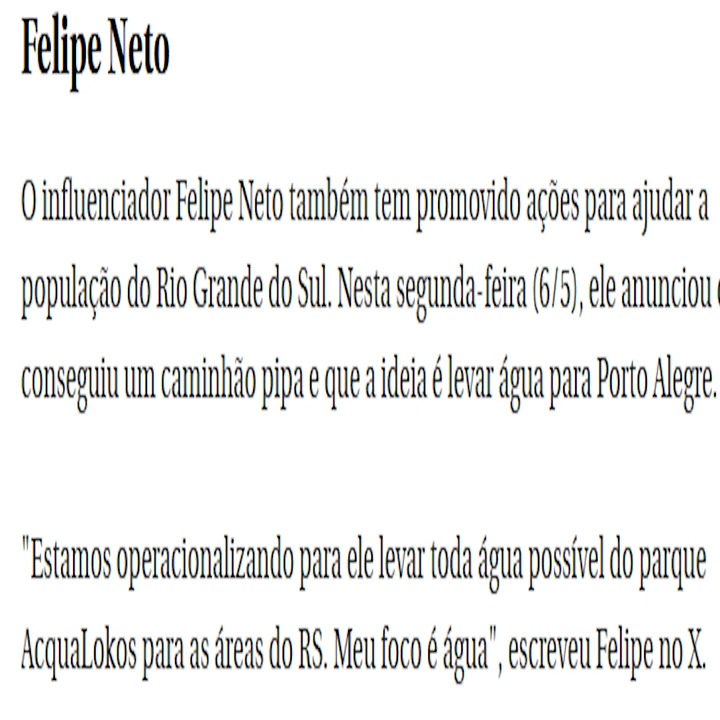 Felipe Neto
O influenciador Felipe Neto também tem promovido ações para ajudar a
população do Rio Grande do Sul. Nesta segunda-feira (6/5), ele anunciou
conseguiu um caminhão pipa e que a ideia é levar água para Porto Alegre.
"Estamos operacionalizando para ele levar toda água possível do parque
AcquaLokos para as áreas do RS. Meu foco é água", escreveu Felipe no X.